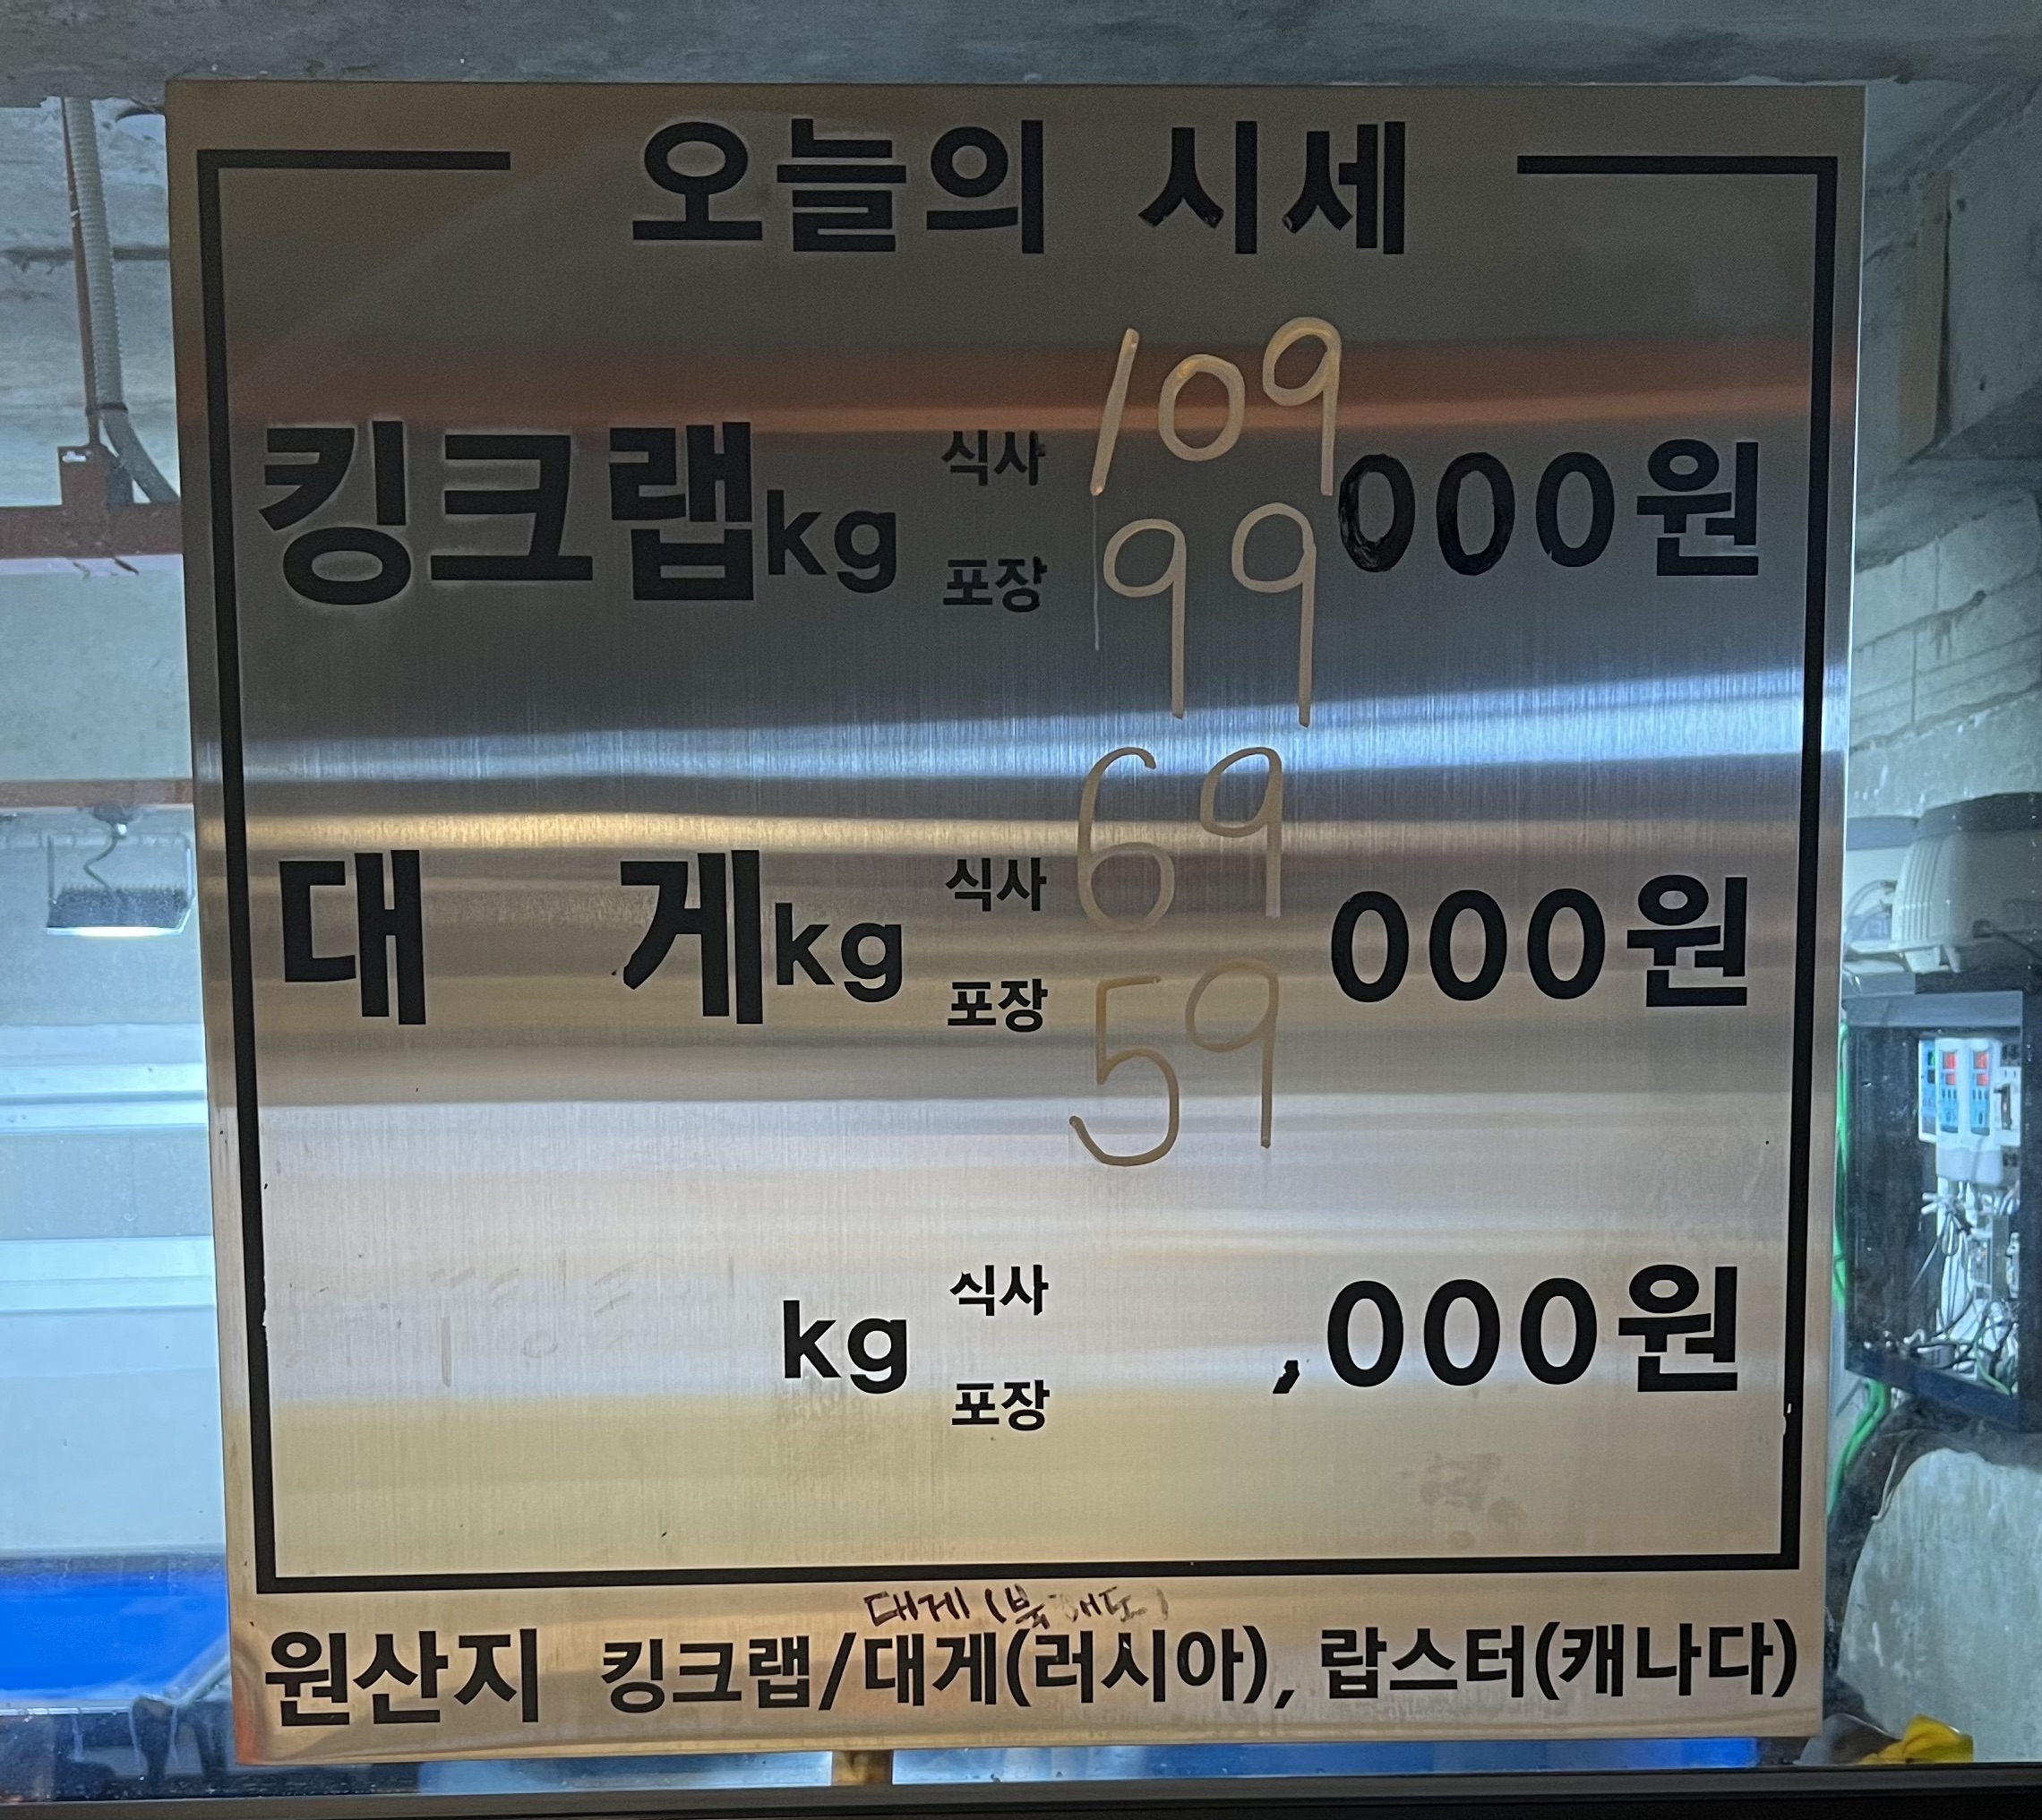 오늘의 시세
킹크랩kg 식사 109 000원
포장 99
대 게kg 식사 69 000원
포장 59
kg 식사 ,000원
포장
대게(북해도)
원산지 킹크랩/대게(러시아), 랍스터(캐나다)